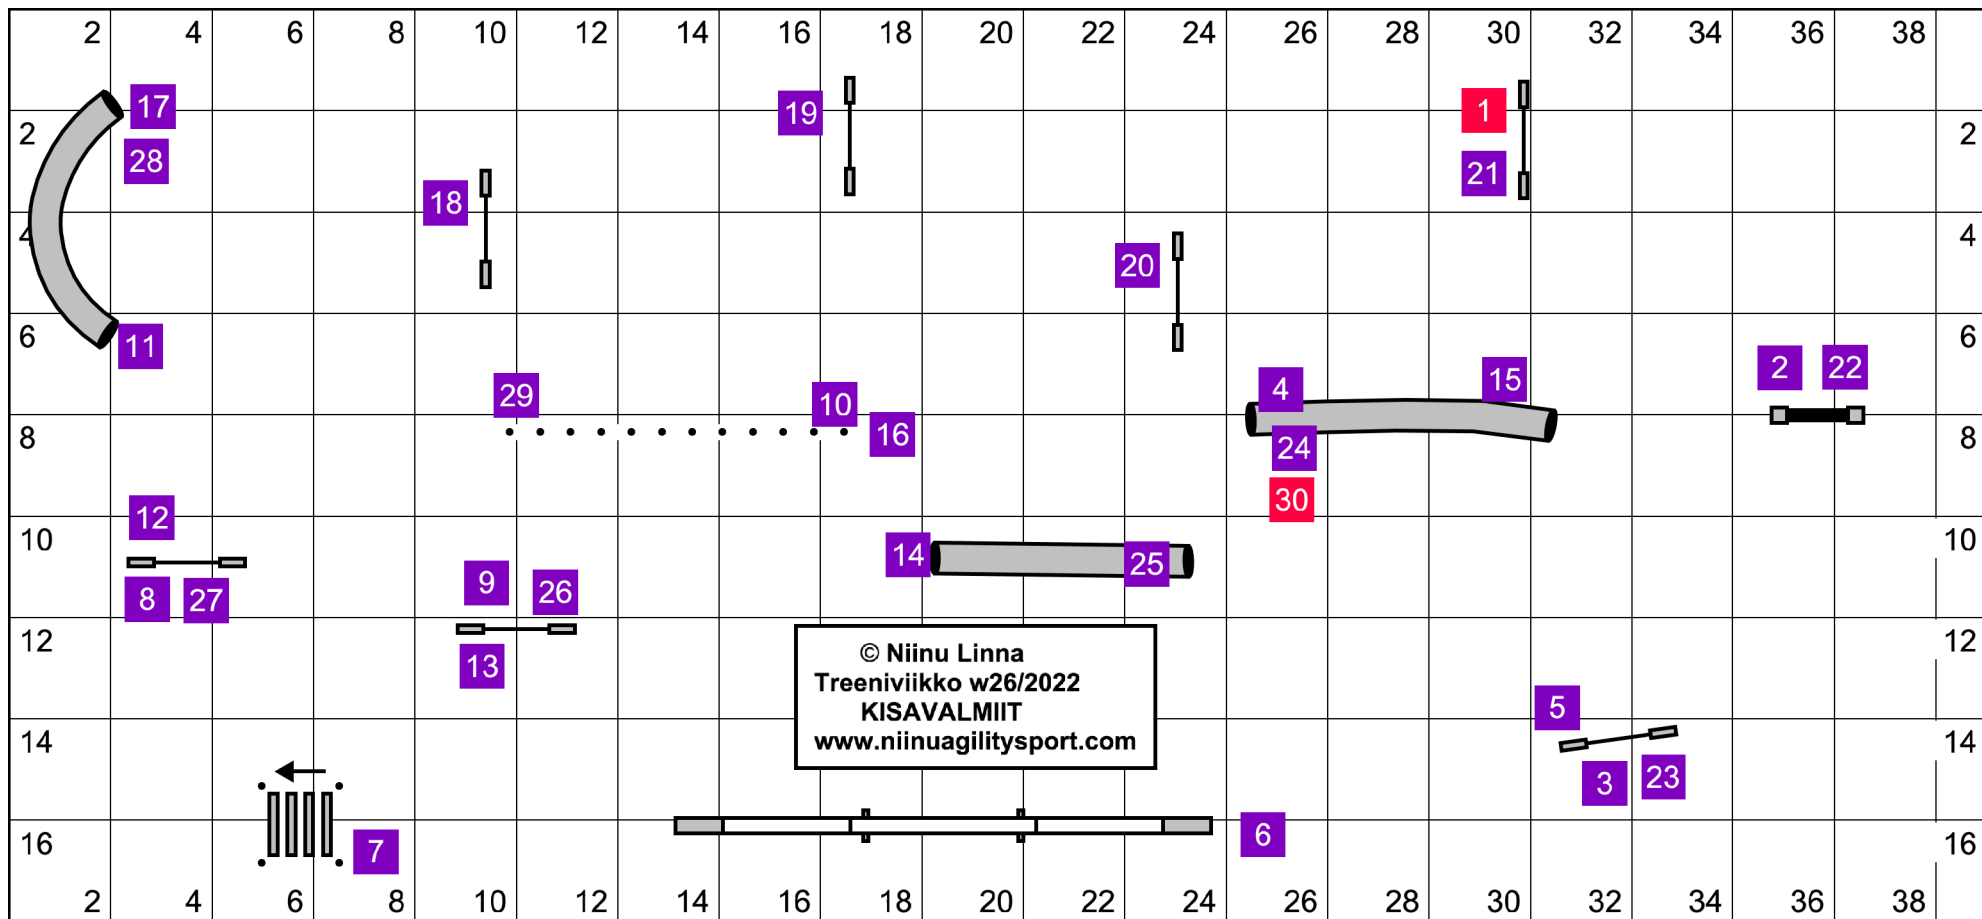 2 4 6 8 10 12 14 16 18 20 22 24 26 28 30 32 34 36 38
17 19 1
2 28 21 2
18
4 20 4
6 11 6
29 10 4 15 2 22
8 16 24 8
12 30
10 14 25 10
8 27 9 26
12 13 12
© Niinu Linna
Treeniviikko w26/2022
KISAVALMIIT
www.niinuagilitysport.com
5
14 3 23 14
16 7 6 16
2 4 6 8 10 12 14 16 18 20 22 24 26 28 30 32 34 36 38